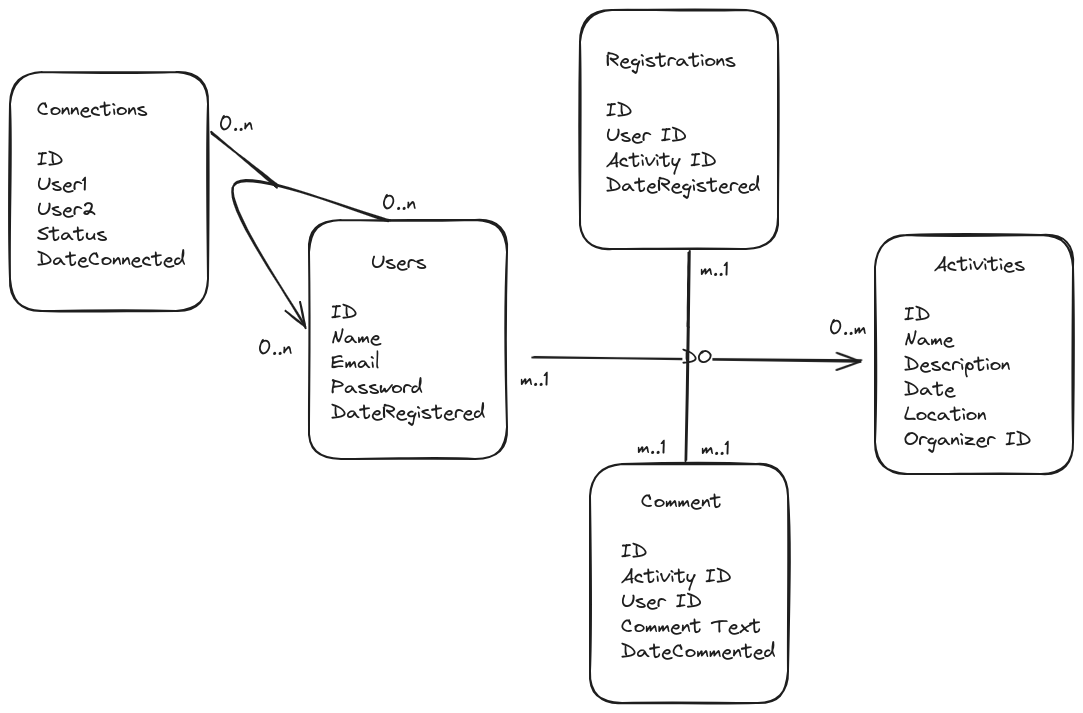 Connections
ID
User1
User2
Status
DateConnected
0..n
0..n
0..n
Users
ID
Name
Email
Password
DateRegistered
Registrations
ID
User ID
Activity ID
DateRegistered
m..1
m..1
DO
0..m
m..1
m..1
Comment
ID
Activity ID
User ID
Comment Text
DateCommented
Activities
ID
Name
Description
Date
Location
Organizer ID